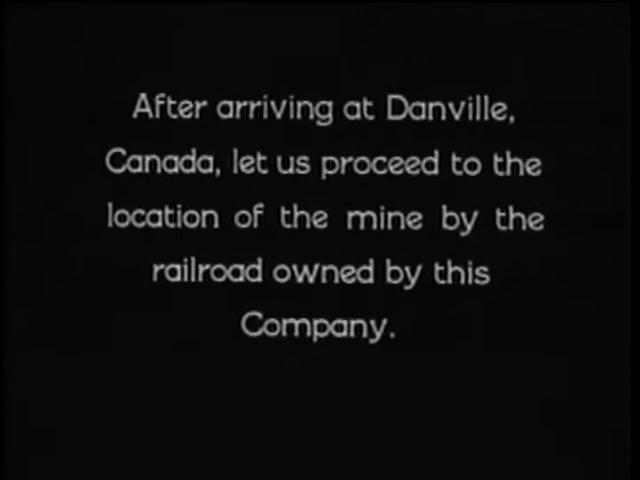 After arriving at Danville,
Canada, let us proceed to the
location of the mine by the
railroad owned by this
Company.